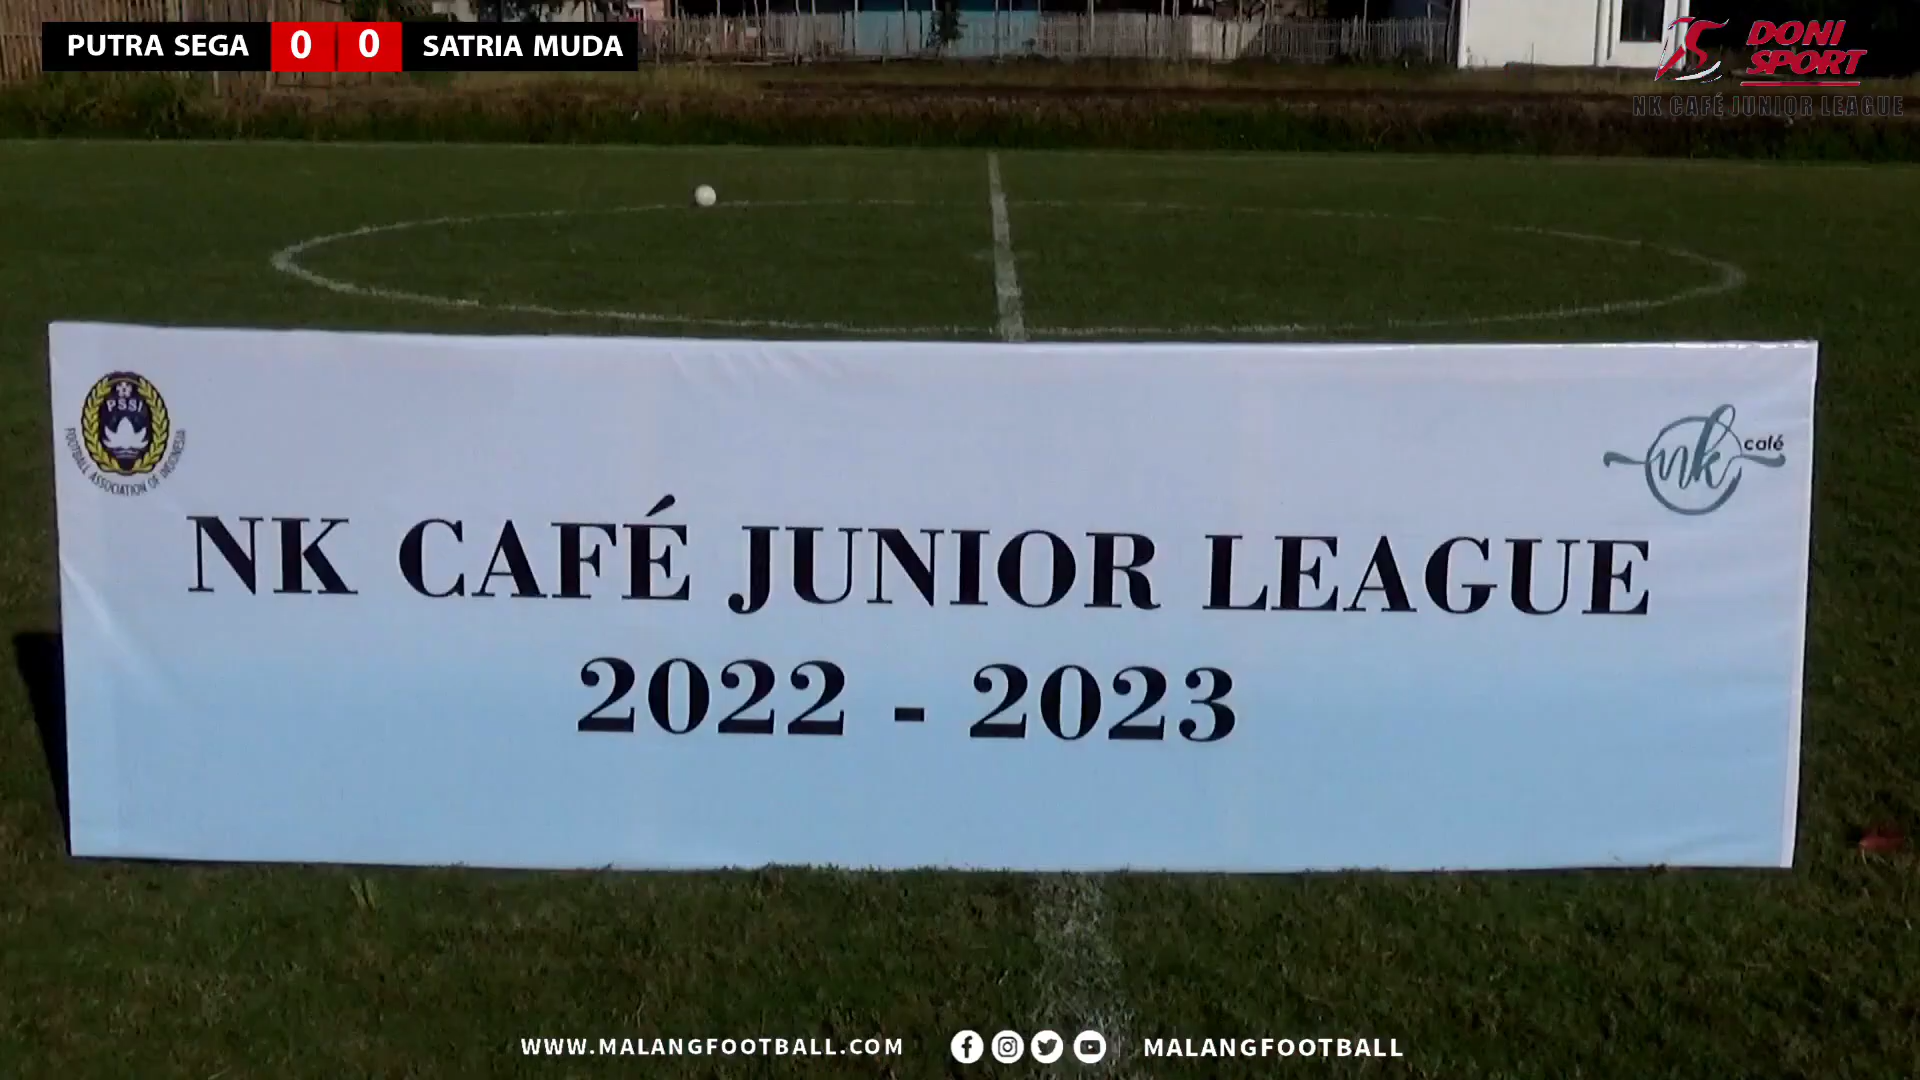 PUTRA SEGA 0 0 SATRIA MUDA
DONI
SPORT
NK CAFÉ JUNIOR LEAGUE
PSSI
FOOTBALL ASSOCIATION OF INDONESIA
nk café
NK CAFÉ JUNIOR LEAGUE
2022 - 2023
WWW.MALANGFOOTBALL.COM MALANGFOOTBALL